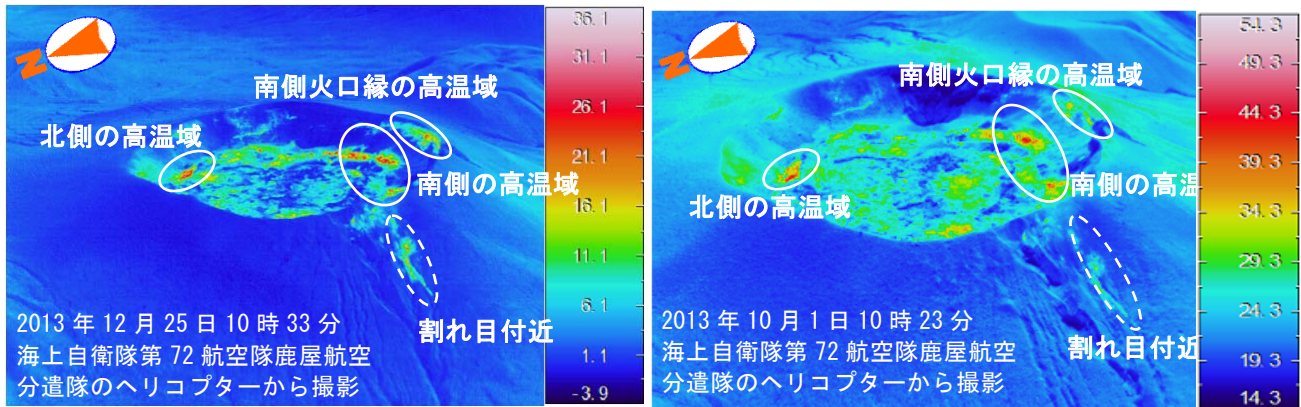 N
南側火口縁の高温域
北側の高温域
南側の高温域
割れ目付近
2013 年 12 月 25 日 10 時 33 分
海上自衛隊第 72 航空隊鹿屋航空
分遣隊のヘリコプターから撮影
36.1
31.1
26.1
21.1
16.1
11.1
6.1
1.1
-3.9
N
南側火口縁の高温域
北側の高温域
南側の高温
割れ目付近
2013 年 10 月 1 日 10 時 23 分
海上自衛隊第 72 航空隊鹿屋航空
分遣隊のヘリコプターから撮影
54.3
49.3
44.3
39.3
34.3
29.3
24.3
19.3
14.3